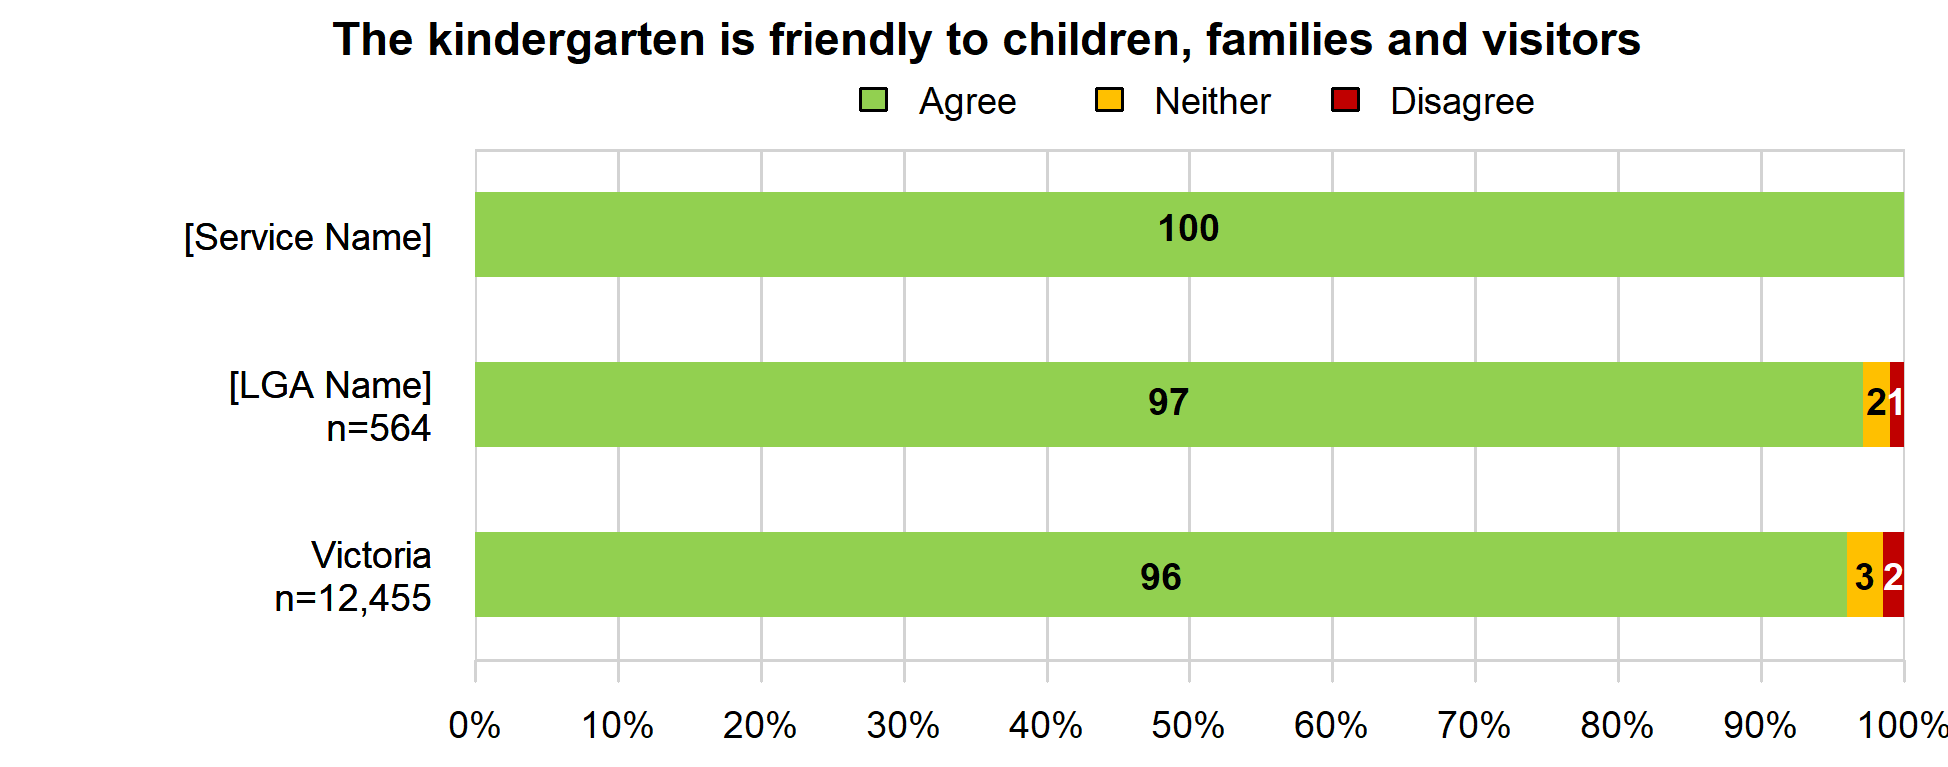 The kindergarten is friendly to children, families and visitors
Agree Neither Disagree
[Service Name] 100
[LGA Name]
n=564
97 2 1
Victoria
n=12,455
96 3 2
0% 10% 20% 30% 40% 50% 60% 70% 80% 90% 100%